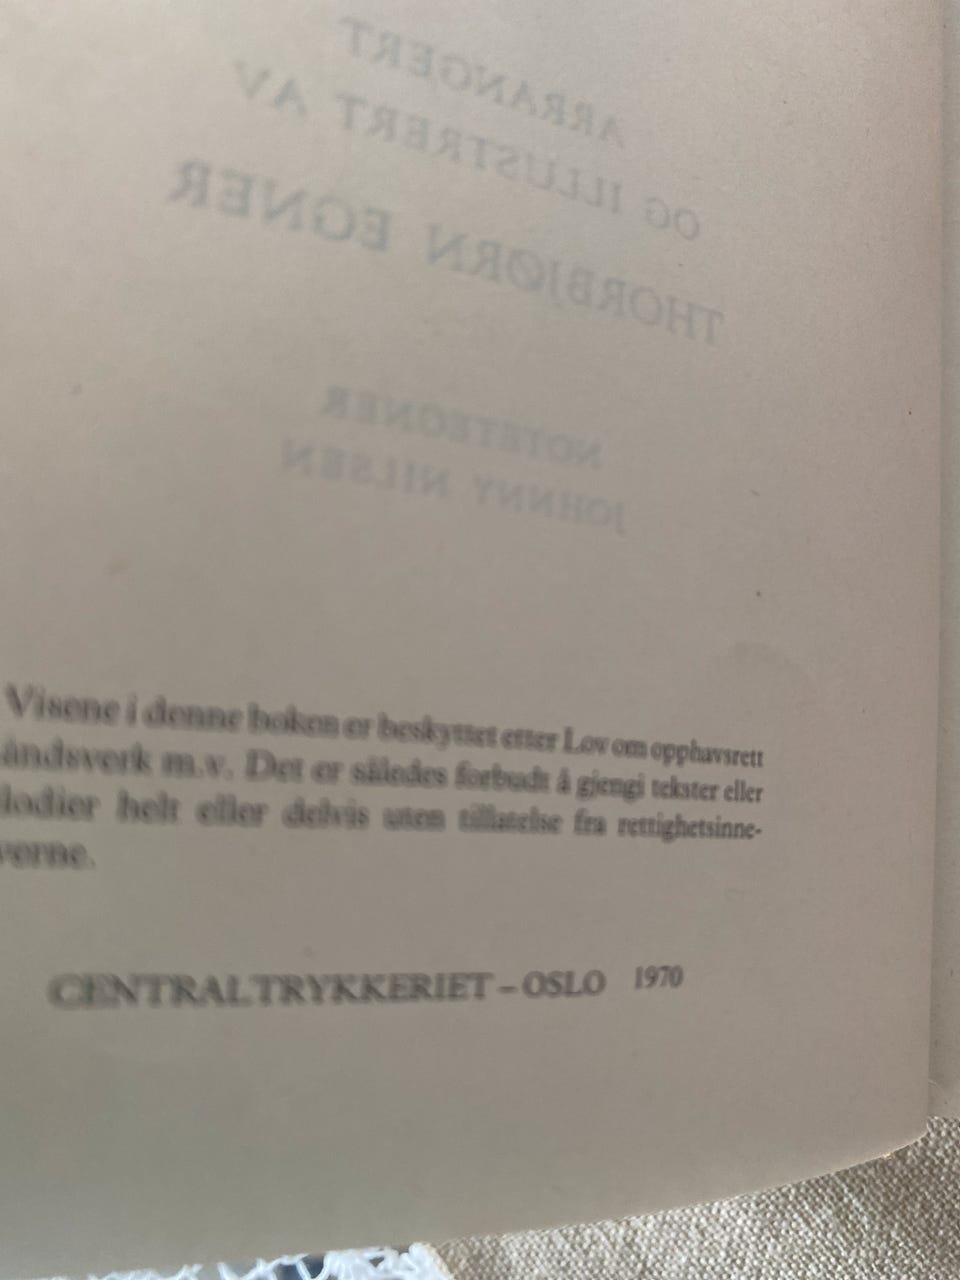 ARRANGERT
OG ILLUSTRERT AV
THORBJØRN EGNER
NOTETEGNER
JOHNNY NILSEN
Visene i denne boken er beskyttet etter Lov om opphavsrett
åndsverk m.v. Det er således forbudt å gjengi tekster eller
lodier helt eller delvis uten tillatelse fra rettighetsinne-
verne.
CENTRALTRYKKERIET – OSLO 1970